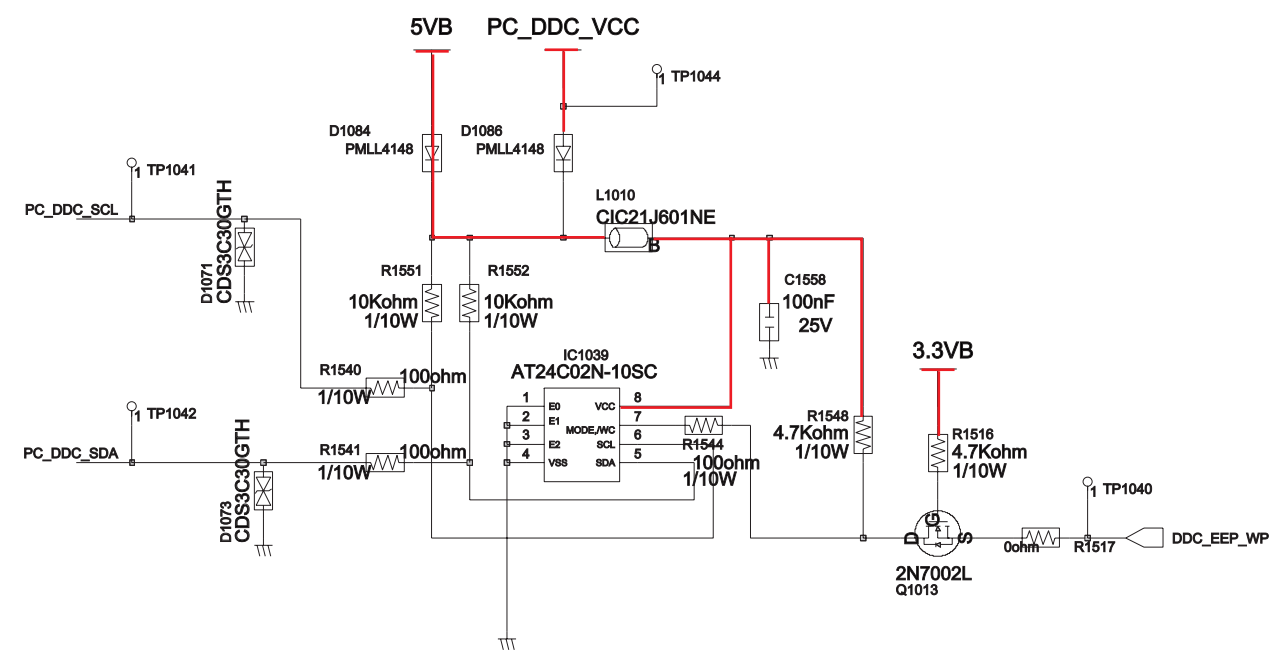 5VB
PC_DDC_VCC
1 TP1044
D1084
PMLL4148
D1086
PMLL4148
1 TP1041
PC_DDC_SCL
D1071
CDS3C30GTH
L1010
CIC21J601NE
B
R1551
10Kohm
1/10W
R1552
10Kohm
1/10W
C1558
100nF
25V
3.3VB
R1540
100ohm
1/10W
IC1039
AT24C02N-10SC
1 E0
2 E1
3 E2
4 VSS
VCC 8
MODE,/WC 7
SCL 6
SDA 5
1 TP1042
PC_DDC_SDA
D1073
CDS3C30GTH
R1541
100ohm
1/10W
R1544
100ohm
1/10W
R1548
4.7Kohm
1/10W
R1516
4.7Kohm
1/10W
1 TP1040
D
G
S
2N7002L
Q1013
0ohm
R1517
DDC_EEP_WP